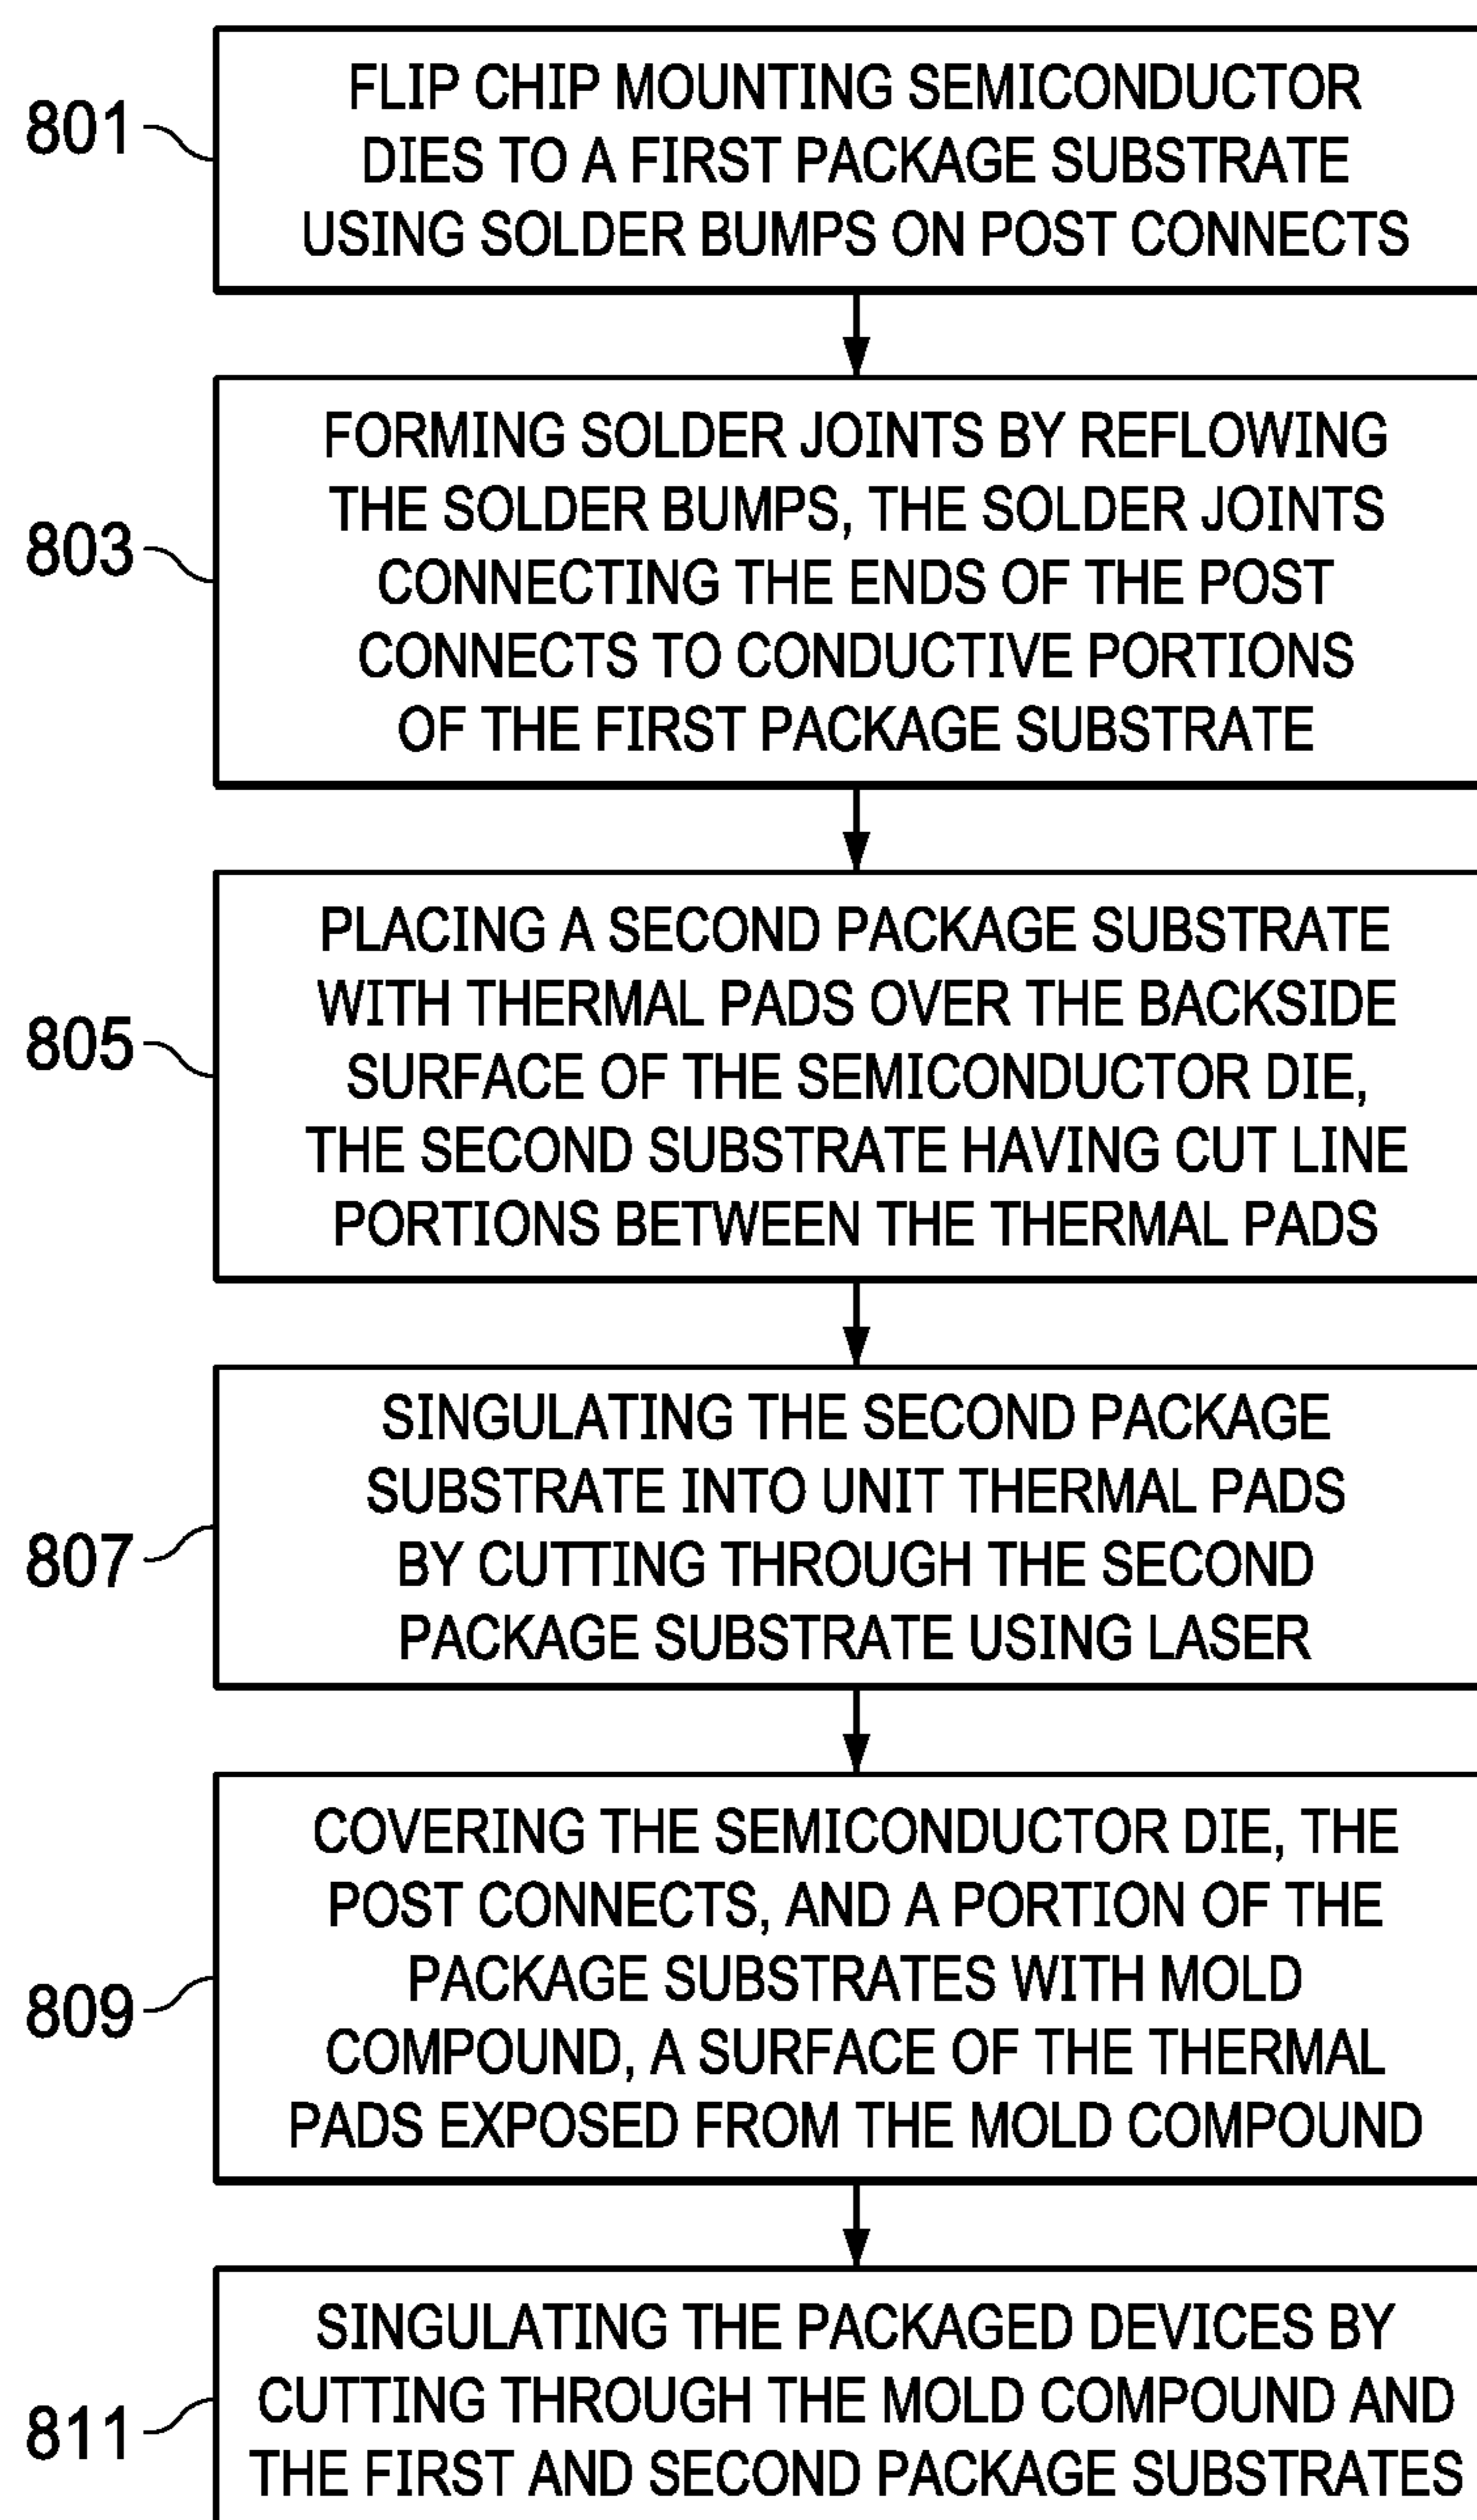 801
FLIP CHIP MOUNTING SEMICONDUCTOR
DIES TO A FIRST PACKAGE SUBSTRATE
USING SOLDER BUMPS ON POST CONNECTS
803
FORMING SOLDER JOINTS BY REFLOWING
THE SOLDER BUMPS, THE SOLDER JOINTS
CONNECTING THE ENDS OF THE POST
CONNECTS TO CONDUCTIVE PORTIONS
OF THE FIRST PACKAGE SUBSTRATE
805
PLACING A SECOND PACKAGE SUBSTRATE
WITH THERMAL PADS OVER THE BACKSIDE
SURFACE OF THE SEMICONDUCTOR DIE,
THE SECOND SUBSTRATE HAVING CUT LINE
PORTIONS BETWEEN THE THERMAL PADS
807
SINGULATING THE SECOND PACKAGE
SUBSTRATE INTO UNIT THERMAL PADS
BY CUTTING THROUGH THE SECOND
PACKAGE SUBSTRATE USING LASER
809
COVERING THE SEMICONDUCTOR DIE, THE
POST CONNECTS, AND A PORTION OF THE
PACKAGE SUBSTRATES WITH MOLD
COMPOUND, A SURFACE OF THE THERMAL
PADS EXPOSED FROM THE MOLD COMPOUND
811
SINGULATING THE PACKAGED DEVICES BY
CUTTING THROUGH THE MOLD COMPOUND AND
THE FIRST AND SECOND PACKAGE SUBSTRATES